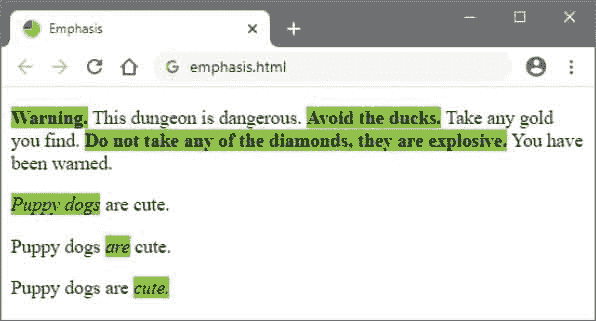 Emphasis
emphasis.html
Warning. This dungeon is dangerous. Avoid the ducks. Take any gold
you find. Do not take any of the diamonds, they are explosive. You have
been warned.
Puppy dogs are cute.
Puppy dogs are cute.
Puppy dogs are cute.